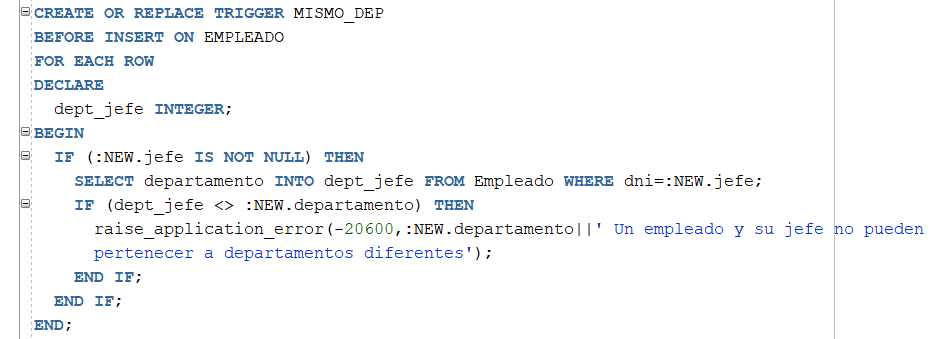 CREATE OR REPLACE TRIGGER MISMO_DEP
BEFORE INSERT ON EMPLEADO
FOR EACH ROW
DECLARE
  dept_jefe INTEGER;
BEGIN
  IF (:NEW.jefe IS NOT NULL) THEN
    SELECT departamento INTO dept_jefe FROM Empleado WHERE dni=:NEW.jefe;
    IF (dept_jefe <> :NEW.departamento) THEN
      raise_application_error(-20600,:NEW.departamento||' Un empleado y su jefe no pueden
      pertenecer a departamentos diferentes');
    END IF;
  END IF;
END;